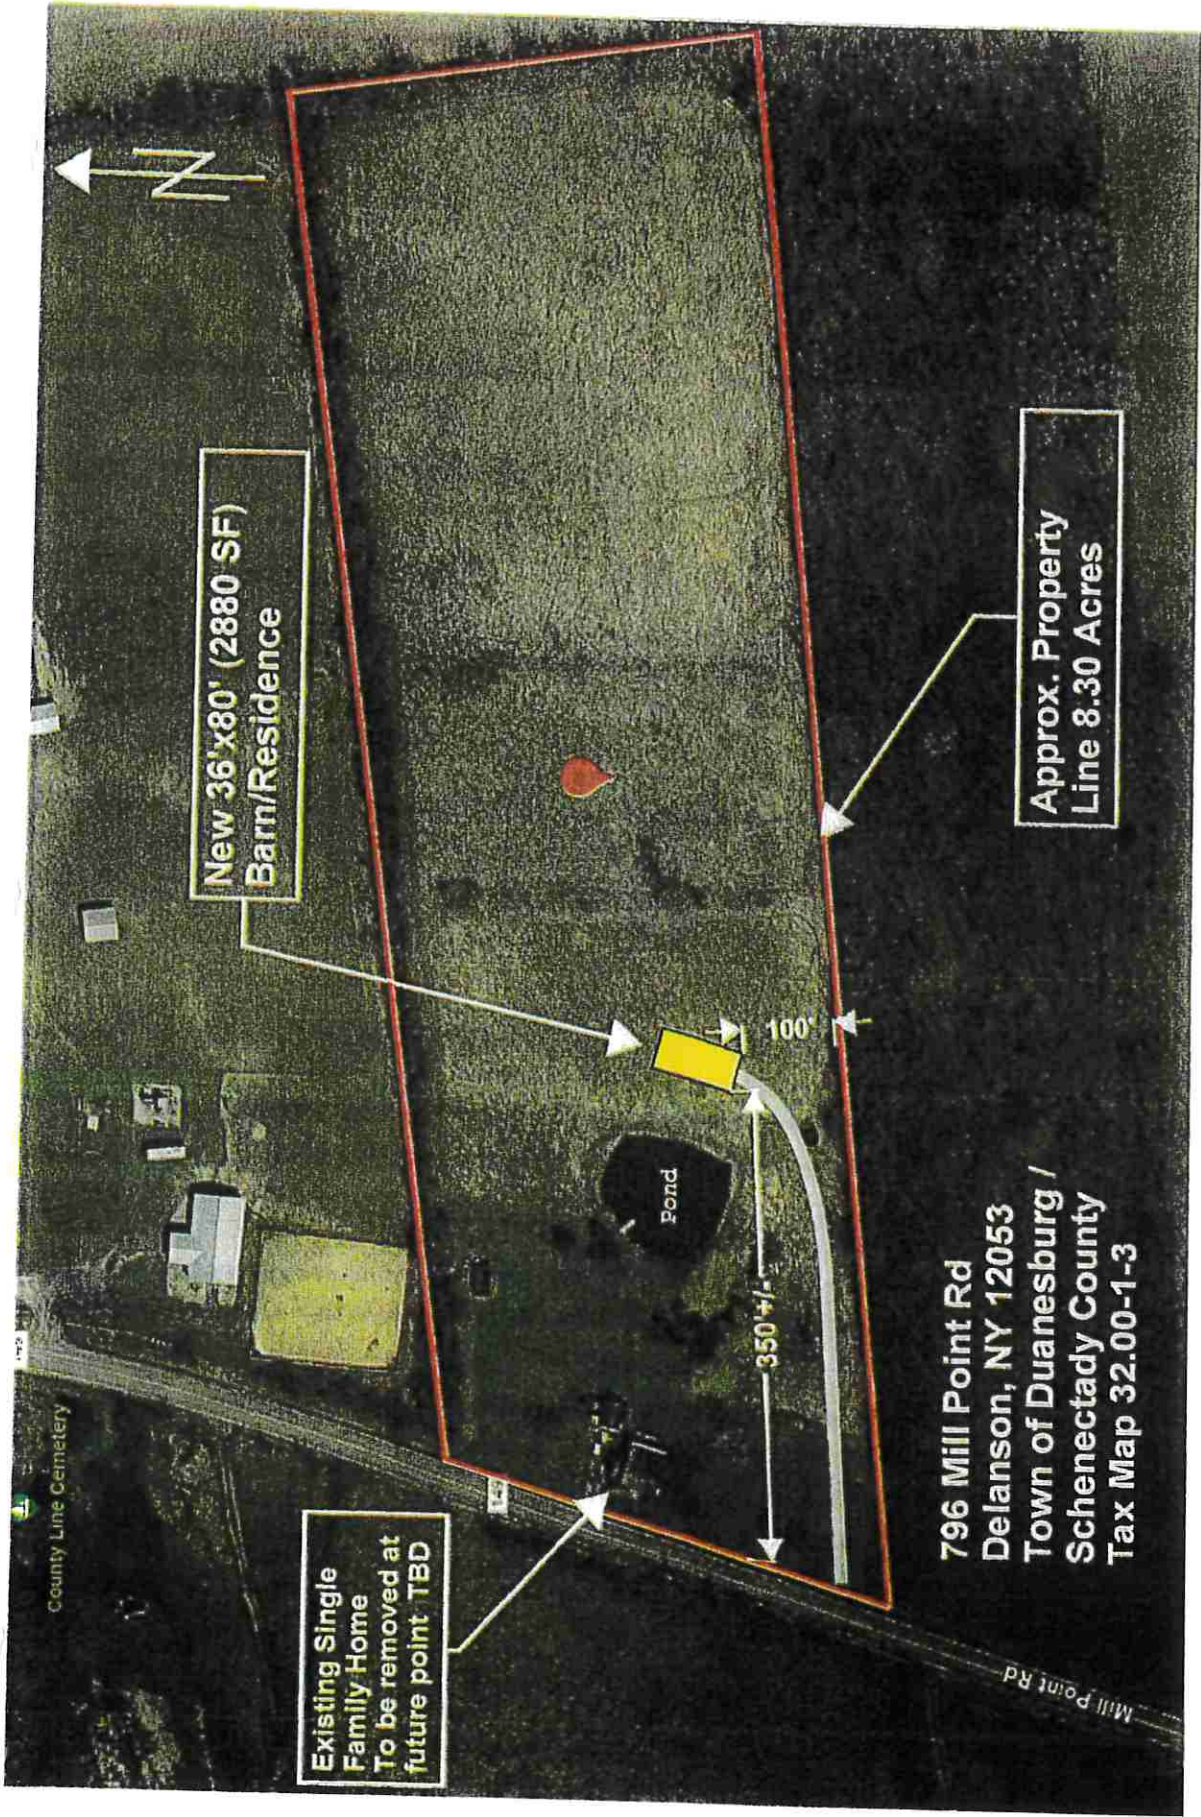 County Line Cemetery
N
New 36'x80' (2880 SF)
Barn/Residence
Existing Single
Family Home
To be removed at
future point TBD
Pond
100'
350'+/-
Approx. Property
Line 8.30 Acres
796 Mill Point Rd
Delanson, NY 12053
Town of Duanesburg /
Schenectady County
Tax Map 32.00-1-3
Mill Point Rd